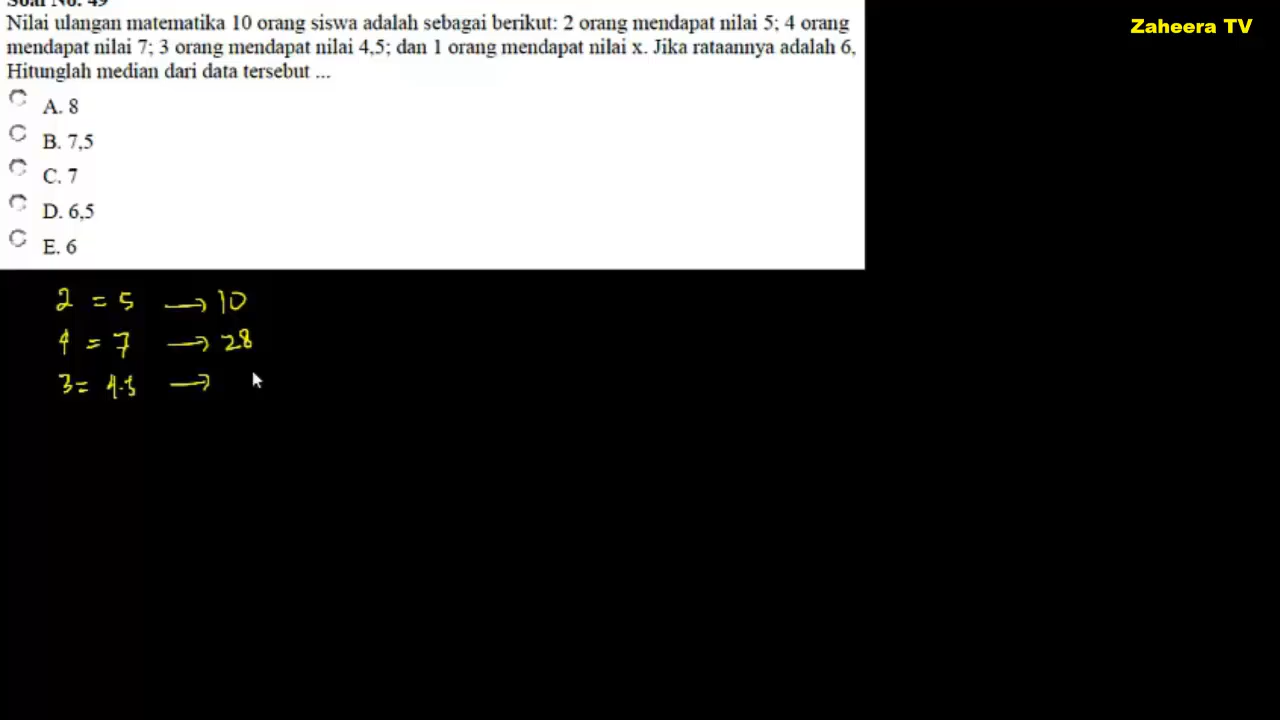 Soal No. 49
Zaheera TV
Nilai ulangan matematika 10 orang siswa adalah sebagai berikut: 2 orang mendapat nilai 5; 4 orang
mendapat nilai 7; 3 orang mendapat nilai 4,5; dan 1 orang mendapat nilai x. Jika rataannya adalah 6,
Hitunglah median dari data tersebut ...
A. 8
B. 7,5
C. 7
D. 6,5
E. 6
2 = 5 → 10
4 = 7 → 28
3 = 4.5 →